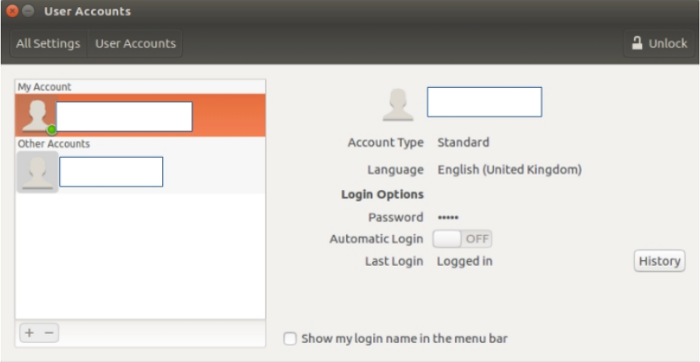 User Accounts
All Settings User Accounts Unlock
My Account
Other Accounts
Account Type Standard
Language English (United Kingdom)
Login Options
Password •••••
Automatic Login OFF
Last Login Logged in History
+ −
Show my login name in the menu bar